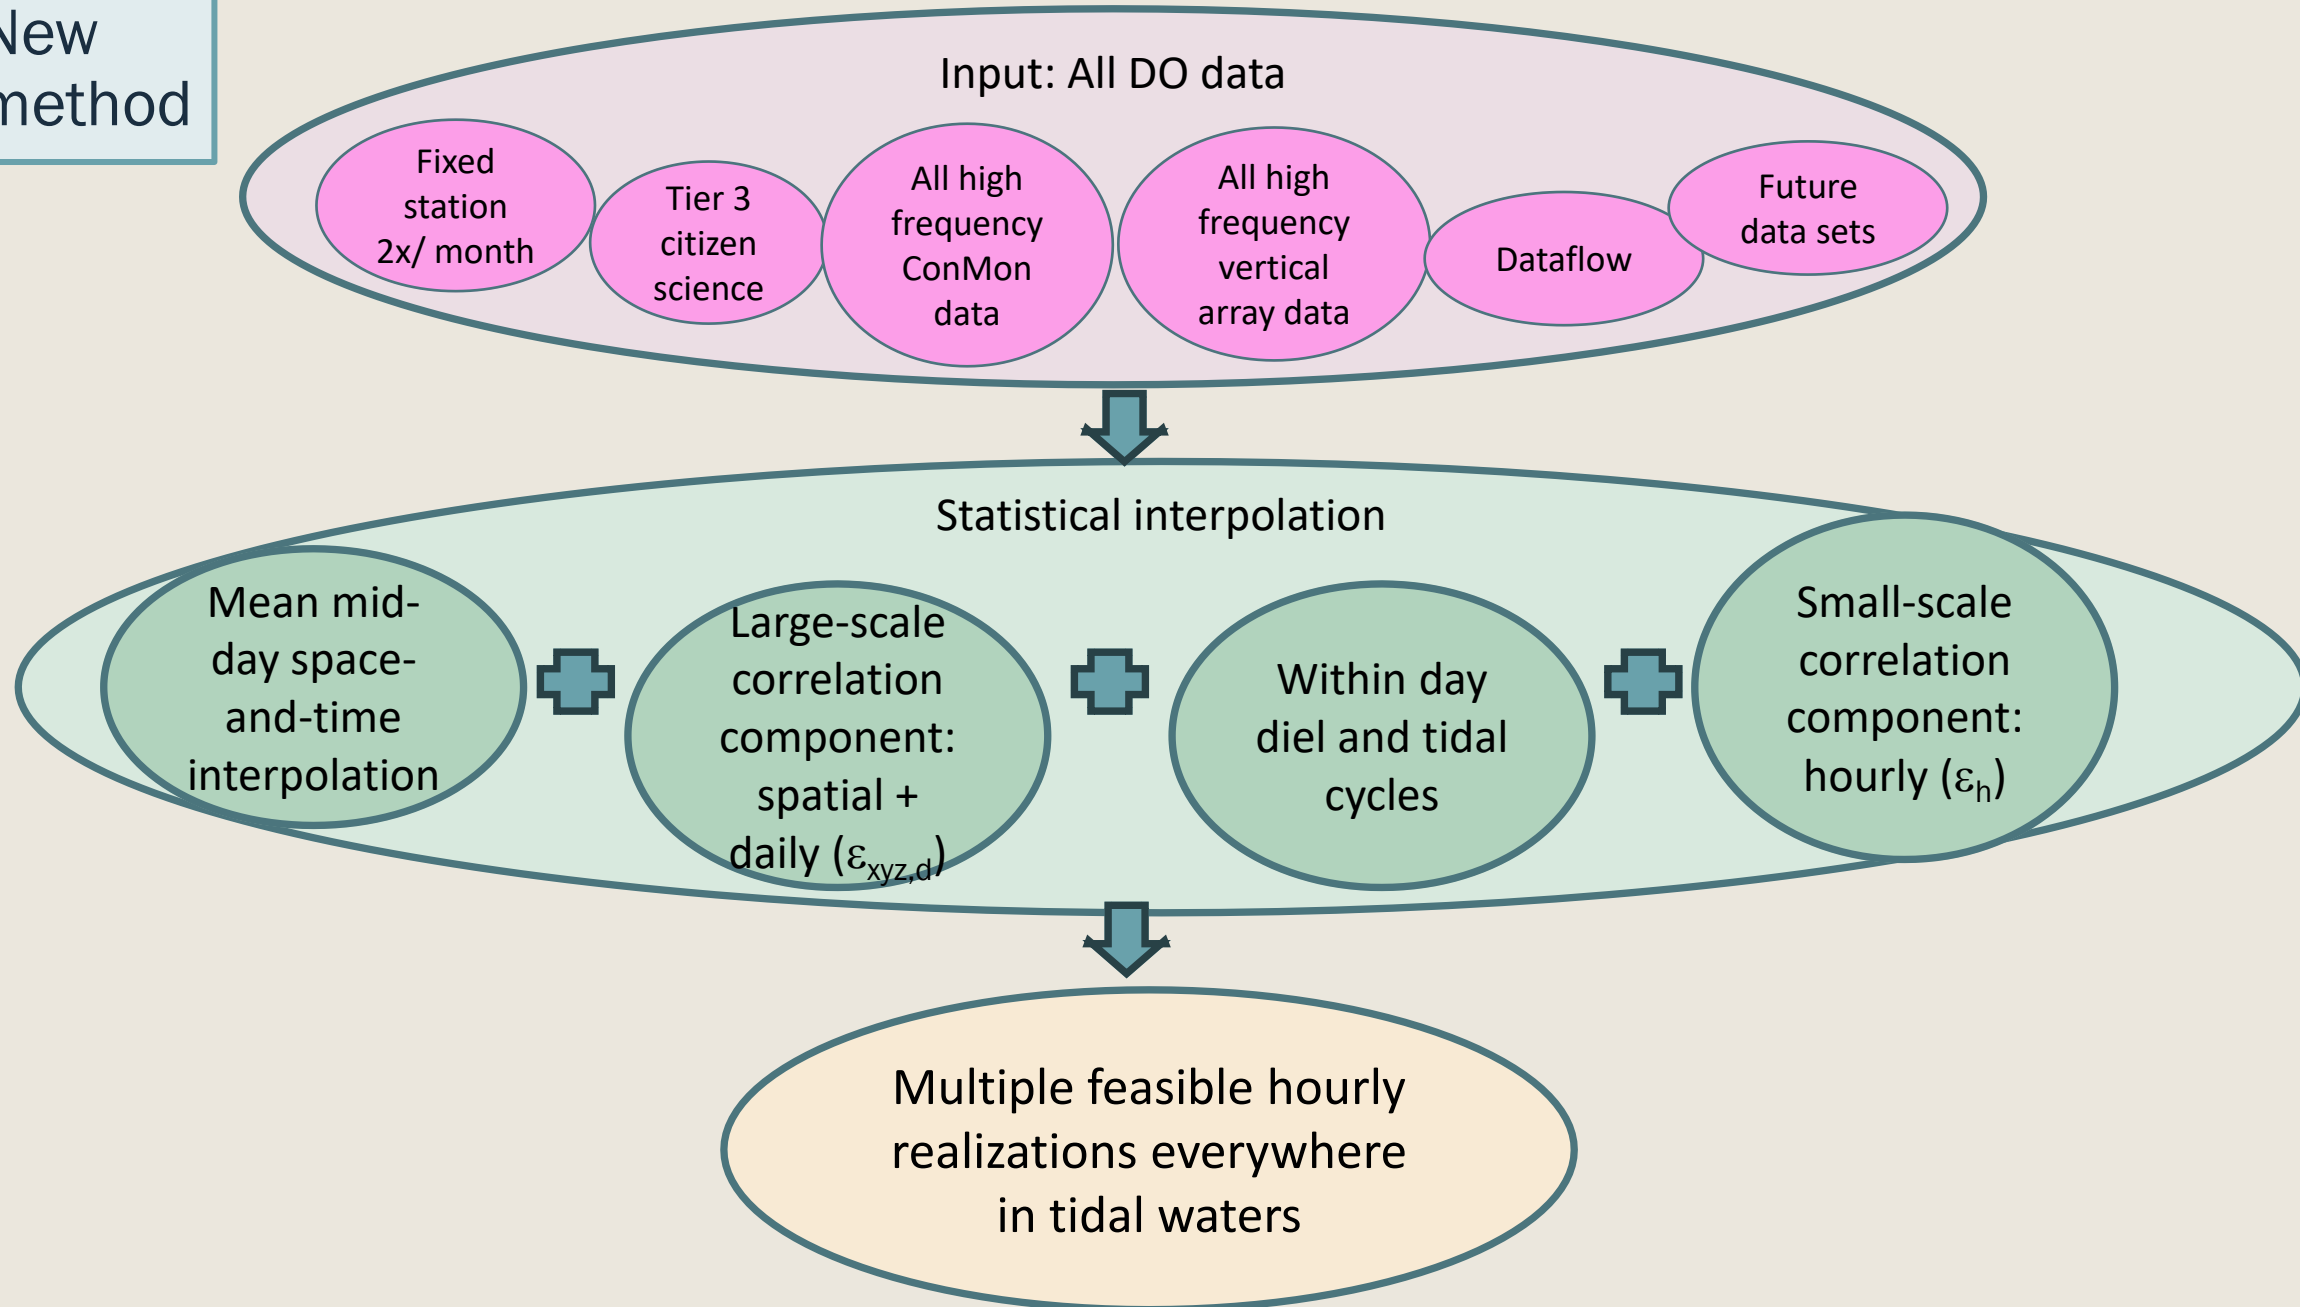 New
method
Input: All DO data
Fixed
station
2x/ month
Tier 3
citizen
science
All high
frequency
ConMon
data
All high
frequency
vertical
array data
Dataflow
Future
data sets
Statistical interpolation
Mean mid-
day space-
and-time
interpolation
Large-scale
correlation
component:
spatial +
daily (ε_xyz,d)
Within day
diel and tidal
cycles
Small-scale
correlation
component:
hourly (ε_h)
Multiple feasible hourly
realizations everywhere
in tidal waters